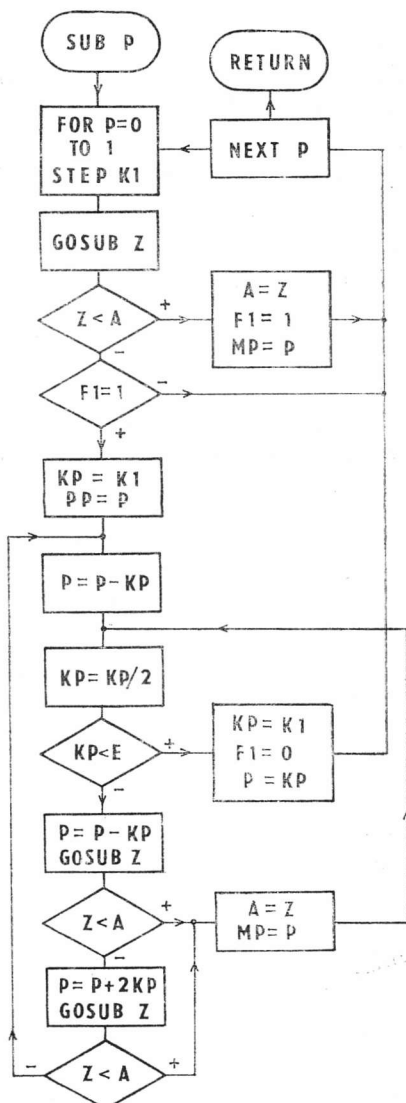 SUB P
RETURN
FOR P=0
TO 1
STEP K1
NEXT P
GOSUB Z
Z < A
+
-
A = Z
F1 = 1
MP = P
F1 = 1
-
+
KP = K1
PP = P
P = P-KP
KP = KP/2
KP<E
+
-
KP = K1
F1 = 0
P = KP
P = P-KP
GOSUB Z
Z < A
+
-
A = Z
MP = P
P = P+2KP
GOSUB Z
-
Z < A
+